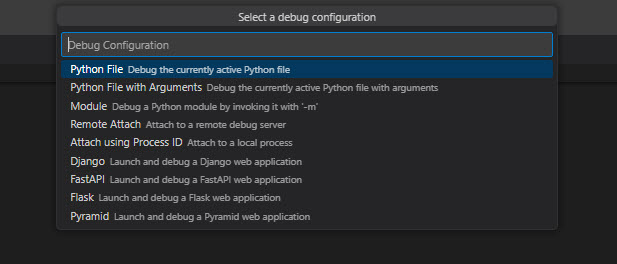 Select a debug configuration
Debug Configuration
Python File Debug the currently active Python file
Python File with Arguments Debug the currently active Python file with arguments
Module Debug a Python module by invoking it with '-m'
Remote Attach Attach to a remote debug server
Attach using Process ID Attach to a local process
Django Launch and debug a Django web application
FastAPI Launch and debug a FastAPI web application
Flask Launch and debug a Flask web application
Pyramid Launch and debug a Pyramid web application